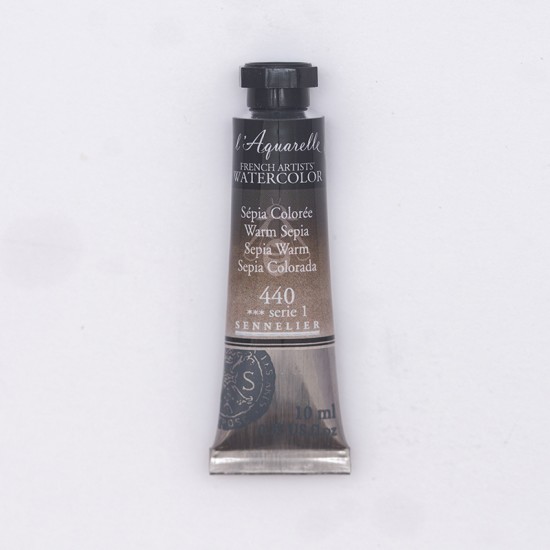 l'Aquarelle
FRENCH ARTISTS'
WATERCOLOR
Sépia Colorée
Warm Sepia
Sepia Warm
Sepia Colorada
440
*** serie 1
SENNELIER
S
10 ml